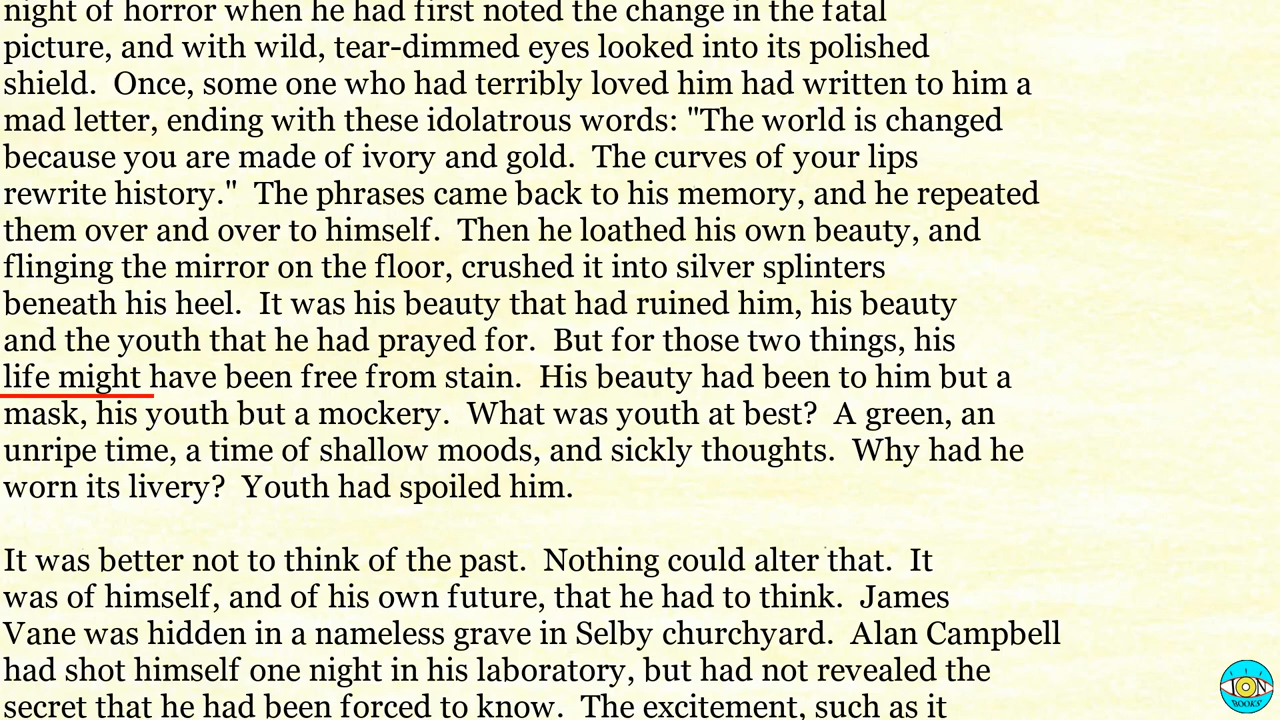 night of horror when he had first noted the change in the fatal
picture, and with wild, tear-dimmed eyes looked into its polished
shield.  Once, some one who had terribly loved him had written to him a
mad letter, ending with these idolatrous words: "The world is changed
because you are made of ivory and gold.  The curves of your lips
rewrite history."  The phrases came back to his memory, and he repeated
them over and over to himself.  Then he loathed his own beauty, and
flinging the mirror on the floor, crushed it into silver splinters
beneath his heel.  It was his beauty that had ruined him, his beauty
and the youth that he had prayed for.  But for those two things, his
life might have been free from stain.  His beauty had been to him but a
mask, his youth but a mockery.  What was youth at best?  A green, an
unripe time, a time of shallow moods, and sickly thoughts.  Why had he
worn its livery?  Youth had spoiled him.
It was better not to think of the past.  Nothing could alter that.  It
was of himself, and of his own future, that he had to think.  James
Vane was hidden in a nameless grave in Selby churchyard.  Alan Campbell
had shot himself one night in his laboratory, but had not revealed the
secret that he had been forced to know.  The excitement, such as it
ION
BOOKS